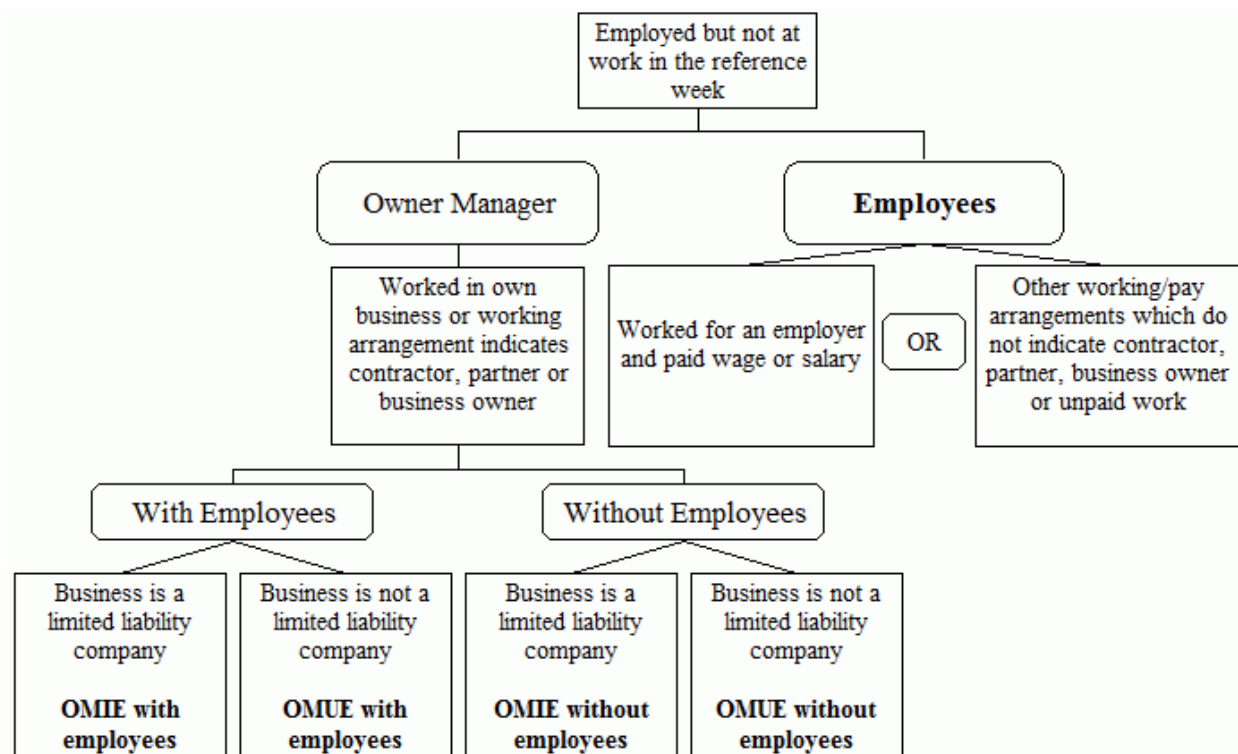 Employed but not at
work in the reference
week
Owner Manager
Employees
Worked in own
business or working
arrangement indicates
contractor, partner or
business owner
Worked for an employer
and paid wage or salary
OR
Other working/pay
arrangements which do
not indicate contractor,
partner, business owner
or unpaid work
With Employees
Without Employees
Business is a
limited liability
company
OMIE with
employees
Business is not a
limited liability
company
OMUE with
employees
Business is a
limited liability
company
OMIE without
employees
Business is not a
limited liability
company
OMUE without
employees